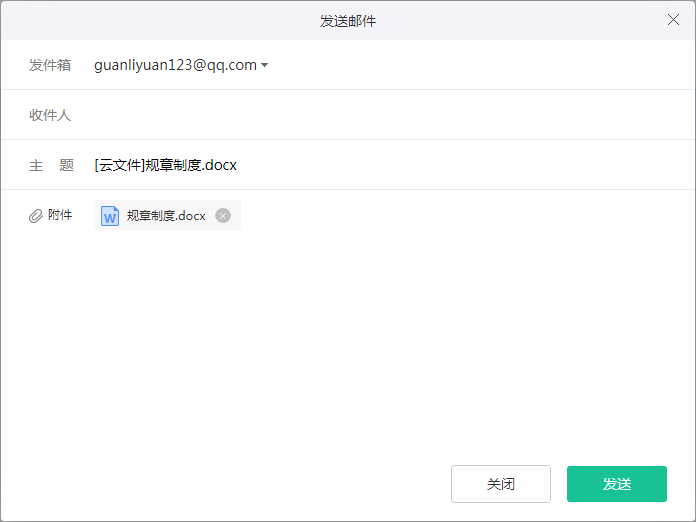 发送邮件
发件箱 guanliyuan123@qq.com
收件人
主 题 [云文件]规章制度.docx
附件 W 规章制度.docx
关闭 发送